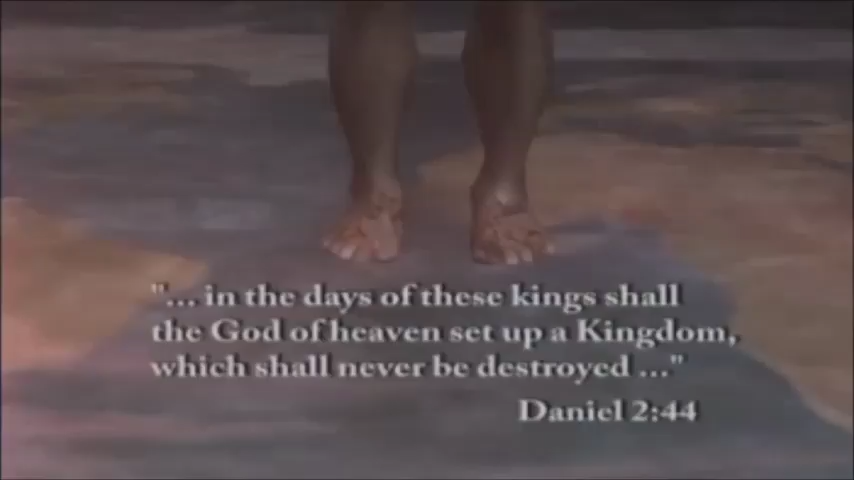 "... in the days of these kings shall
the God of heaven set up a Kingdom,
which shall never be destroyed ..."
Daniel 2:44